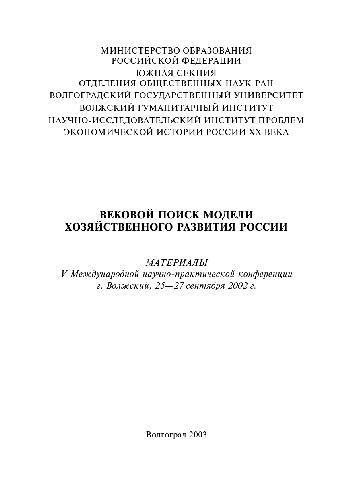 МИНИСТЕРСТВО ОБРАЗОВАНИЯ
РОССИЙСКОЙ ФЕДЕРАЦИИ
ЮЖНАЯ СЕКЦИЯ
ОТДЕЛЕНИЯ ОБЩЕСТВЕННЫХ НАУК РАН
ВОЛГОГРАДСКИЙ ГОСУДАРСТВЕННЫЙ УНИВЕРСИТЕТ
ВОЛЖСКИЙ ГУМАНИТАРНЫЙ ИНСТИТУТ
НАУЧНО-ИССЛЕДОВАТЕЛЬСКИЙ ИНСТИТУТ ПРОБЛЕМ
ЭКОНОМИЧЕСКОЙ ИСТОРИИ РОССИИ XX ВЕКА
ВЕКОВОЙ ПОИСК МОДЕЛИ
ХОЗЯЙСТВЕННОГО РАЗВИТИЯ РОССИИ
МАТЕРИАЛЫ
V Международной научно-практической конференции
г. Волжский, 25—27 сентября 2002 г.
Волгоград 2003